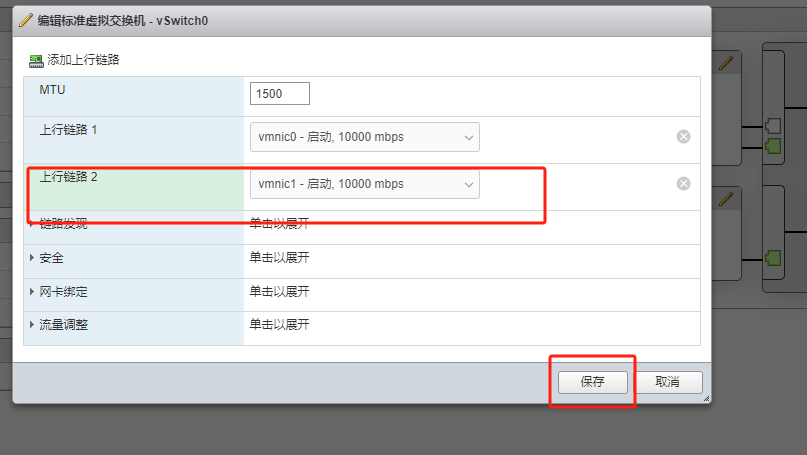 编辑标准虚拟交换机 - vSwitch0
添加上行链路
MTU 1500
上行链路 1 vmnic0 - 启动, 10000 mbps
上行链路 2 vmnic1 - 启动, 10000 mbps
链路发现 单击以展开
安全 单击以展开
网卡绑定 单击以展开
流量调整 单击以展开
保存 取消